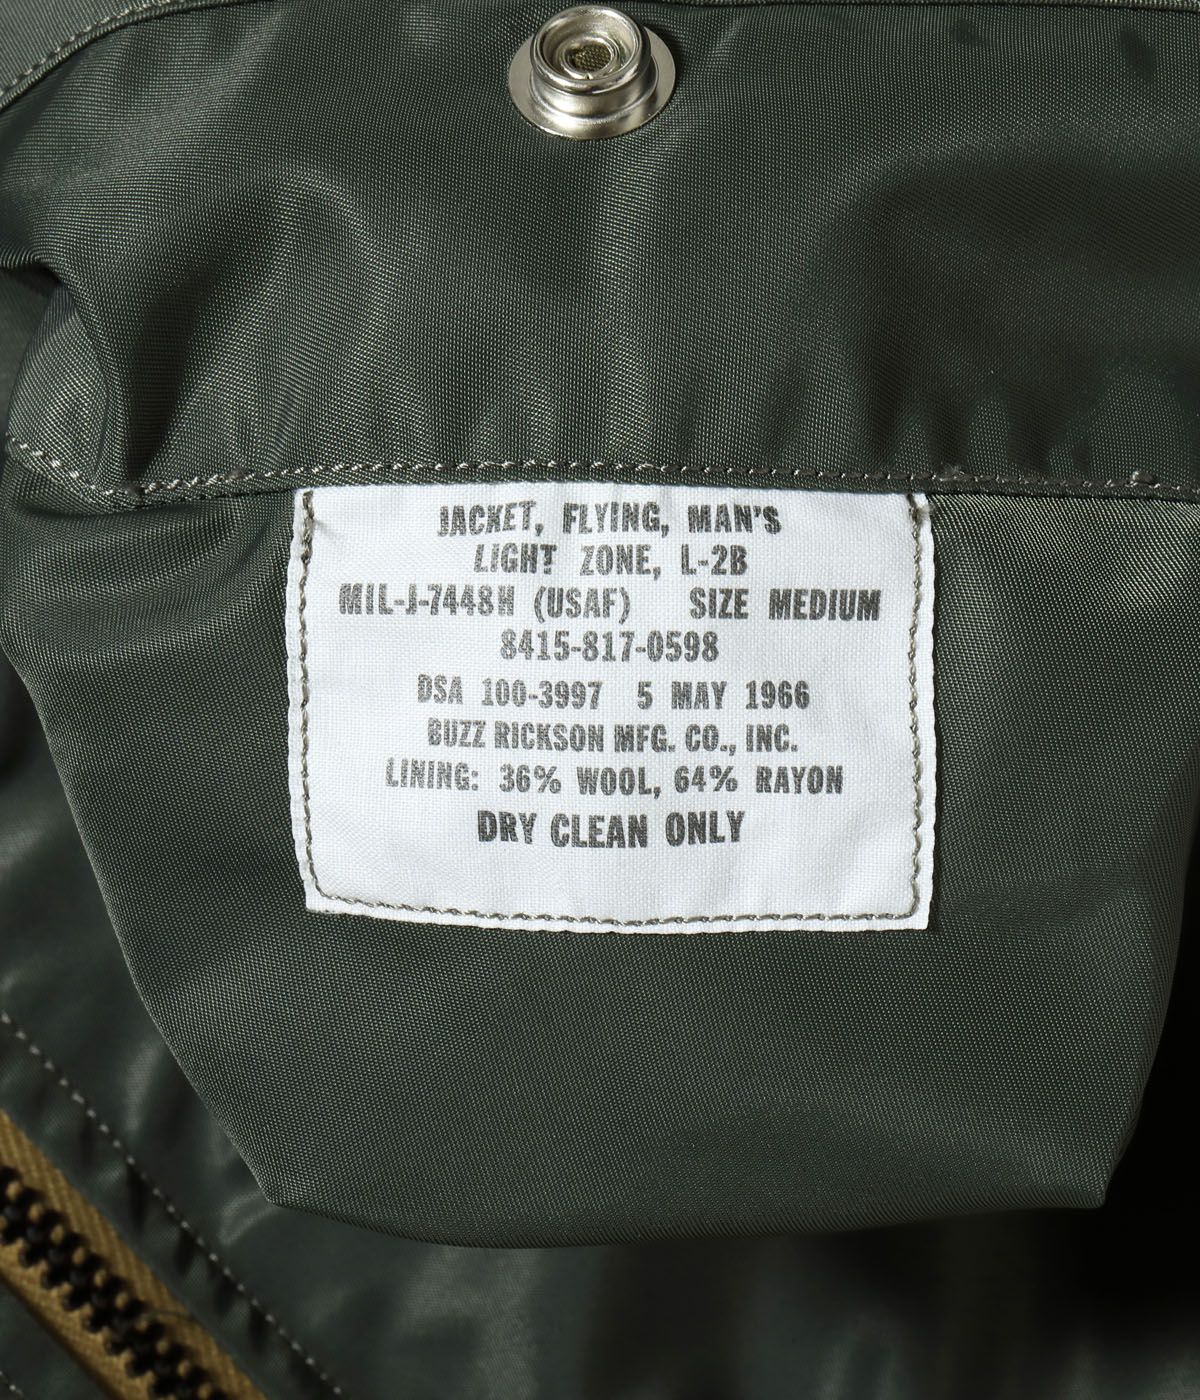 JACKET, FLYING, MAN'S
LIGHT ZONE, L-2B
MIL-J-7448H (USAF) SIZE MEDIUM
8415-817-0598
DSA 100-3997 5 MAY 1966
BUZZ RICKSON MFG. CO., INC.
LINING: 36% WOOL, 64% RAYON
DRY CLEAN ONLY